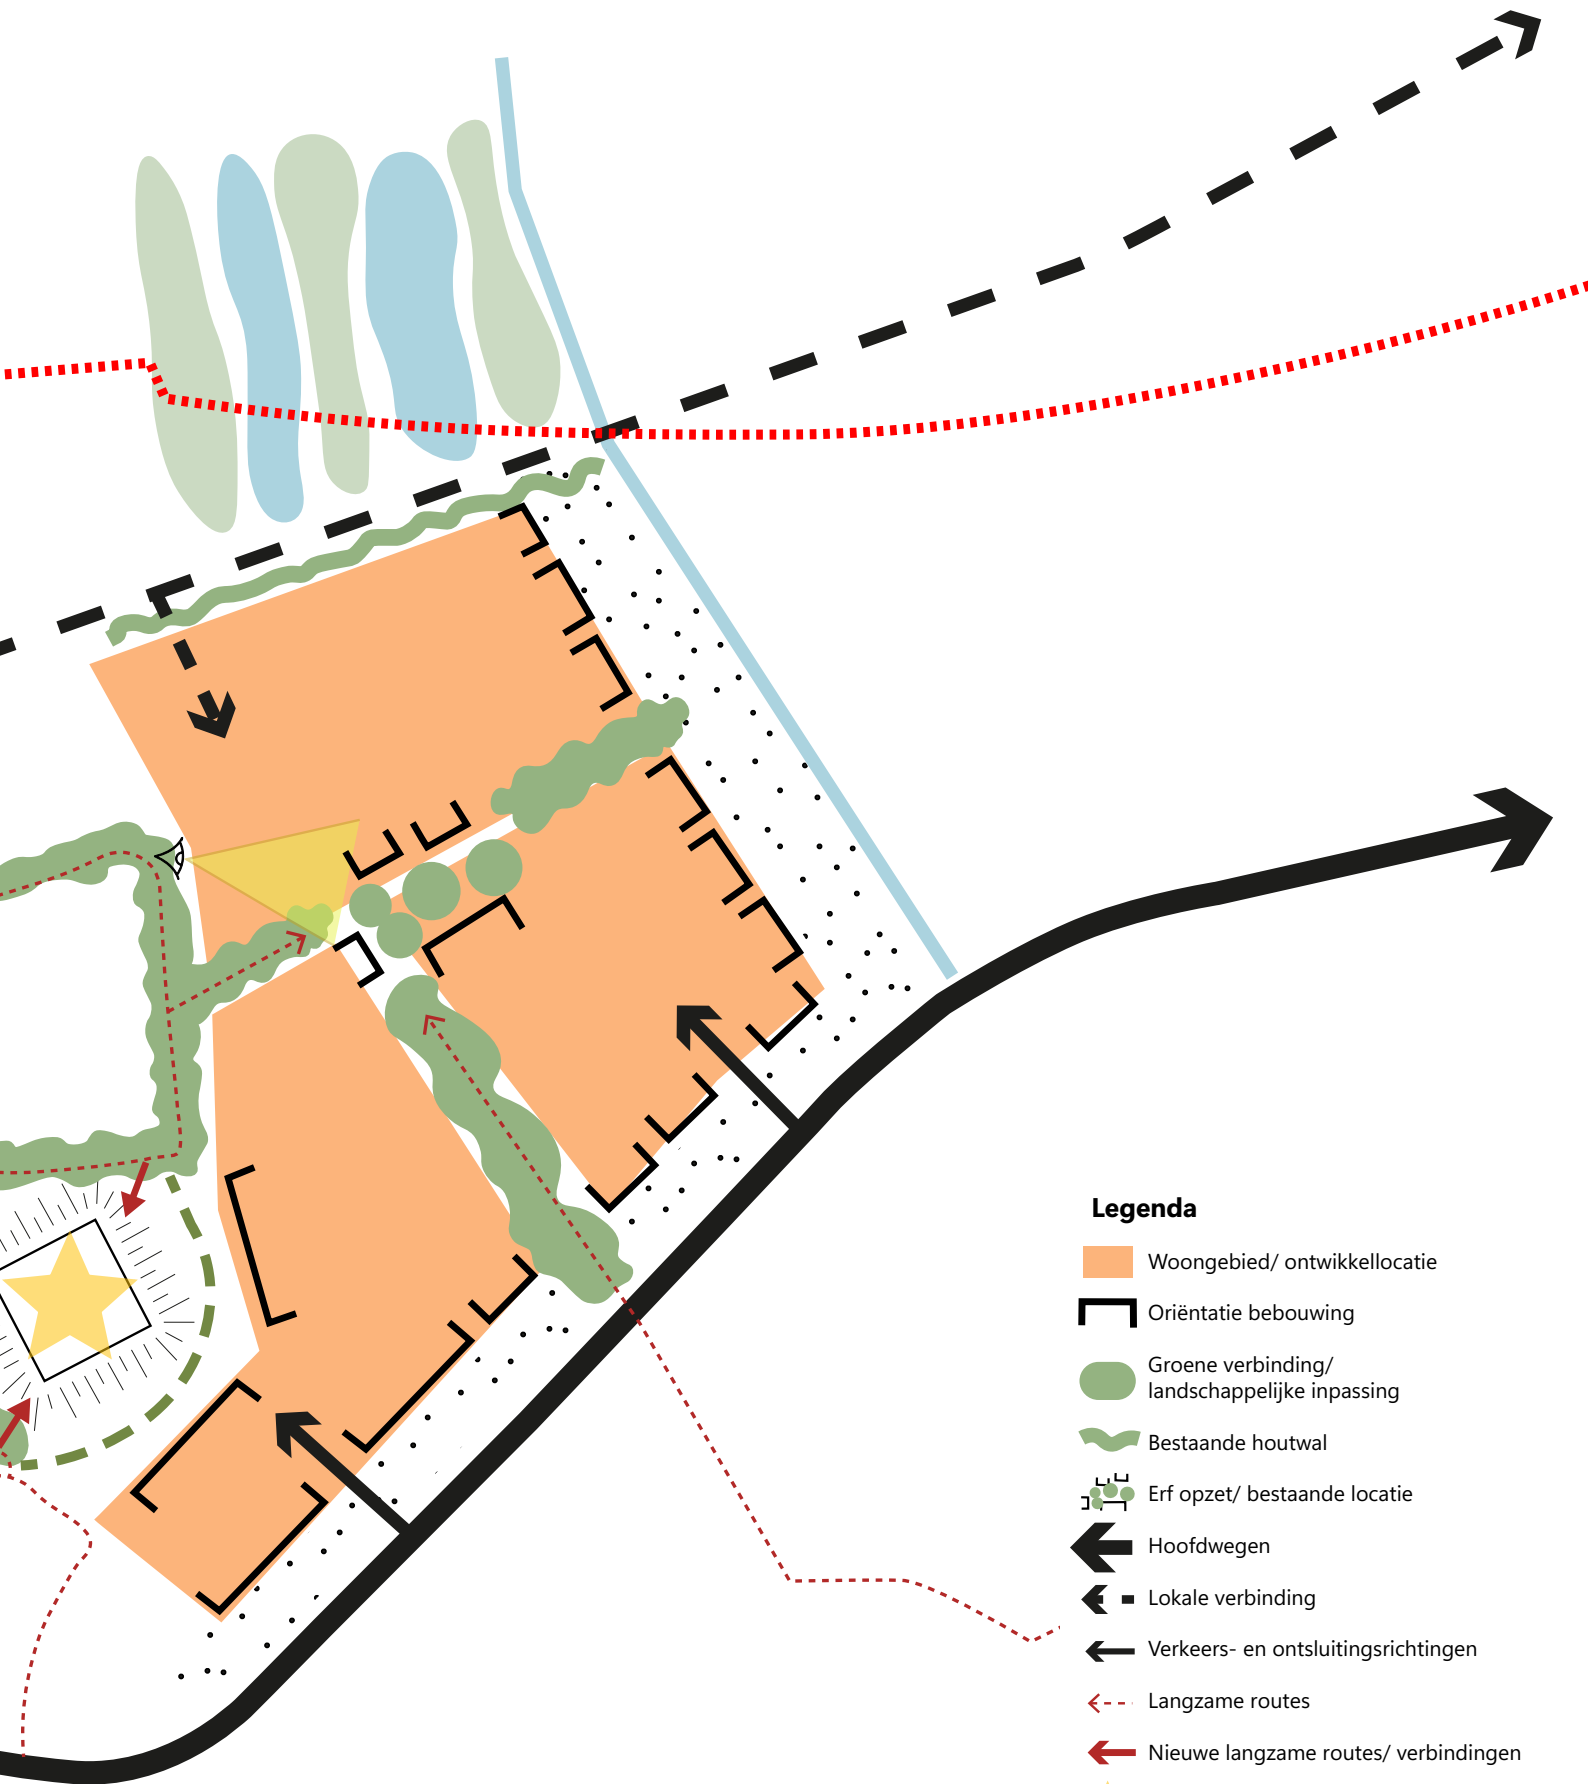 Legenda
Woongebied/ ontwikkellocatie
Oriëntatie bebouwing
Groene verbinding/
landschappelijke inpassing
Bestaande houtwal
Erf opzet/ bestaande locatie
Hoofdwegen
Lokale verbinding
Verkeers- en ontsluitingsrichtingen
Langzame routes
Nieuwe langzame routes/ verbindingen